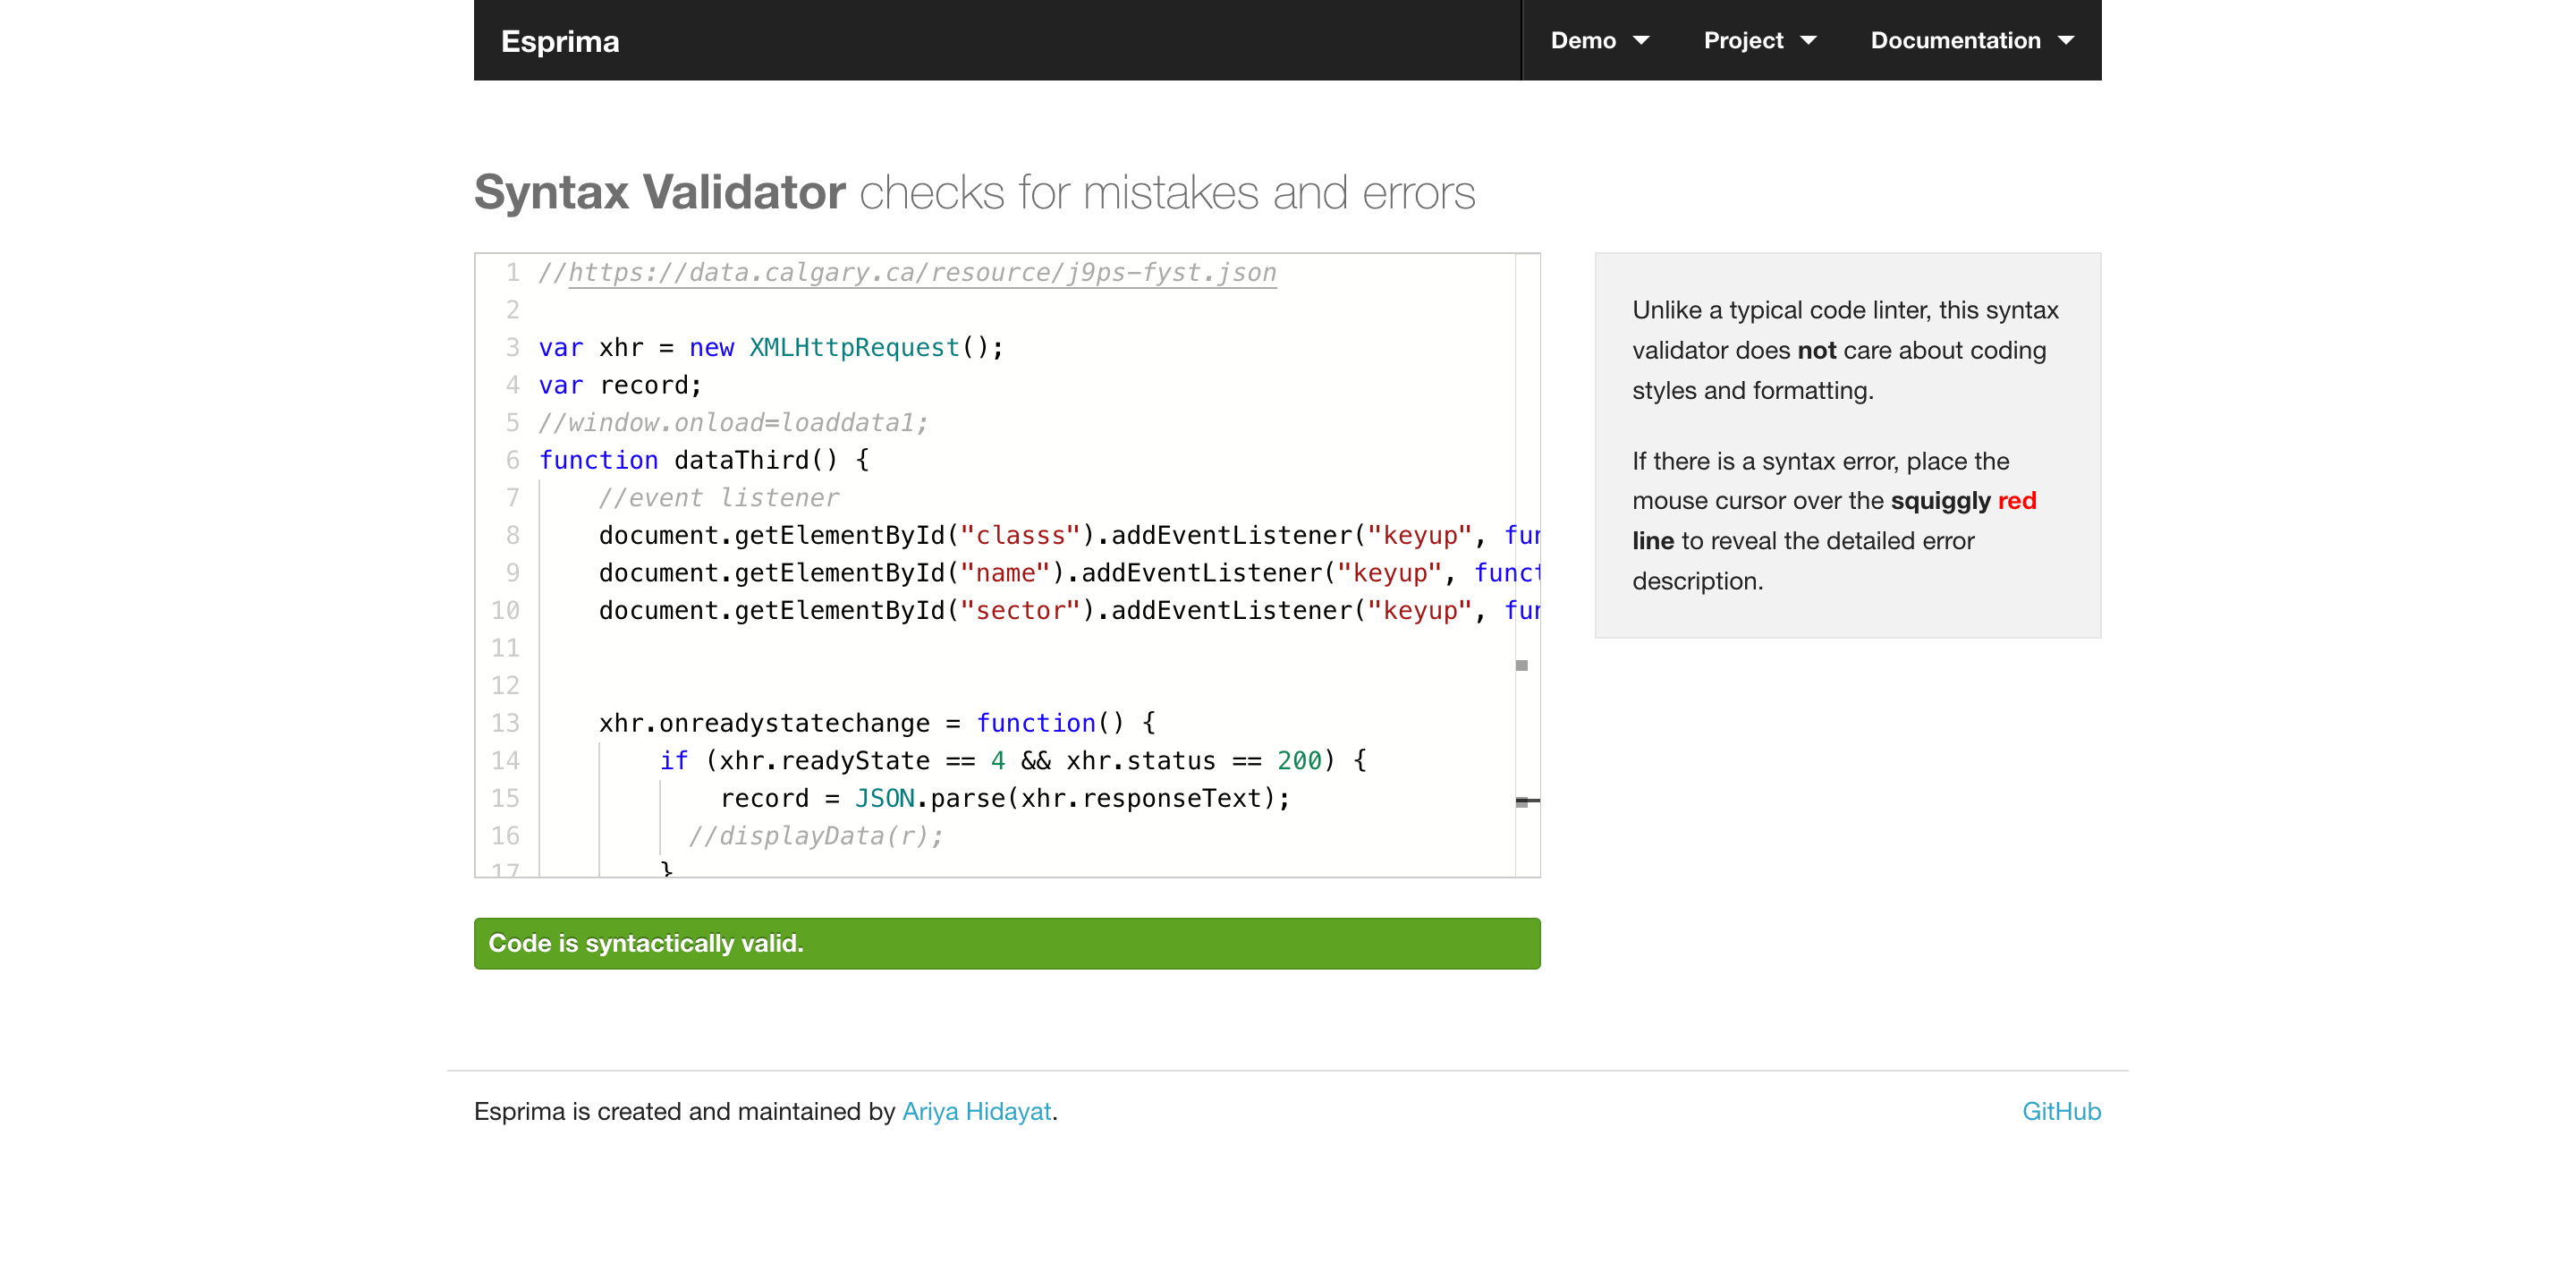 Esprima
Demo Project Documentation
Syntax Validator checks for mistakes and errors
1 //https://data.calgary.ca/resource/j9ps-fyst.json
2
3 var xhr = new XMLHttpRequest();
4 var record;
5 //window.onload=loaddata1;
6 function dataThird() {
7 //event listener
8 document.getElementById("classs").addEventListener("keyup", fun
9 document.getElementById("name").addEventListener("keyup", funct
10 document.getElementById("sector").addEventListener("keyup", fun
11
12
13 xhr.onreadystatechange = function() {
14 if (xhr.readyState == 4 && xhr.status == 200) {
15 record = JSON.parse(xhr.responseText);
16 //displayData(r);
17 }
Code is syntactically valid.
Unlike a typical code linter, this syntax
validator does not care about coding
styles and formatting.
If there is a syntax error, place the
mouse cursor over the squiggly red
line to reveal the detailed error
description.
Esprima is created and maintained by Ariya Hidayat.
GitHub